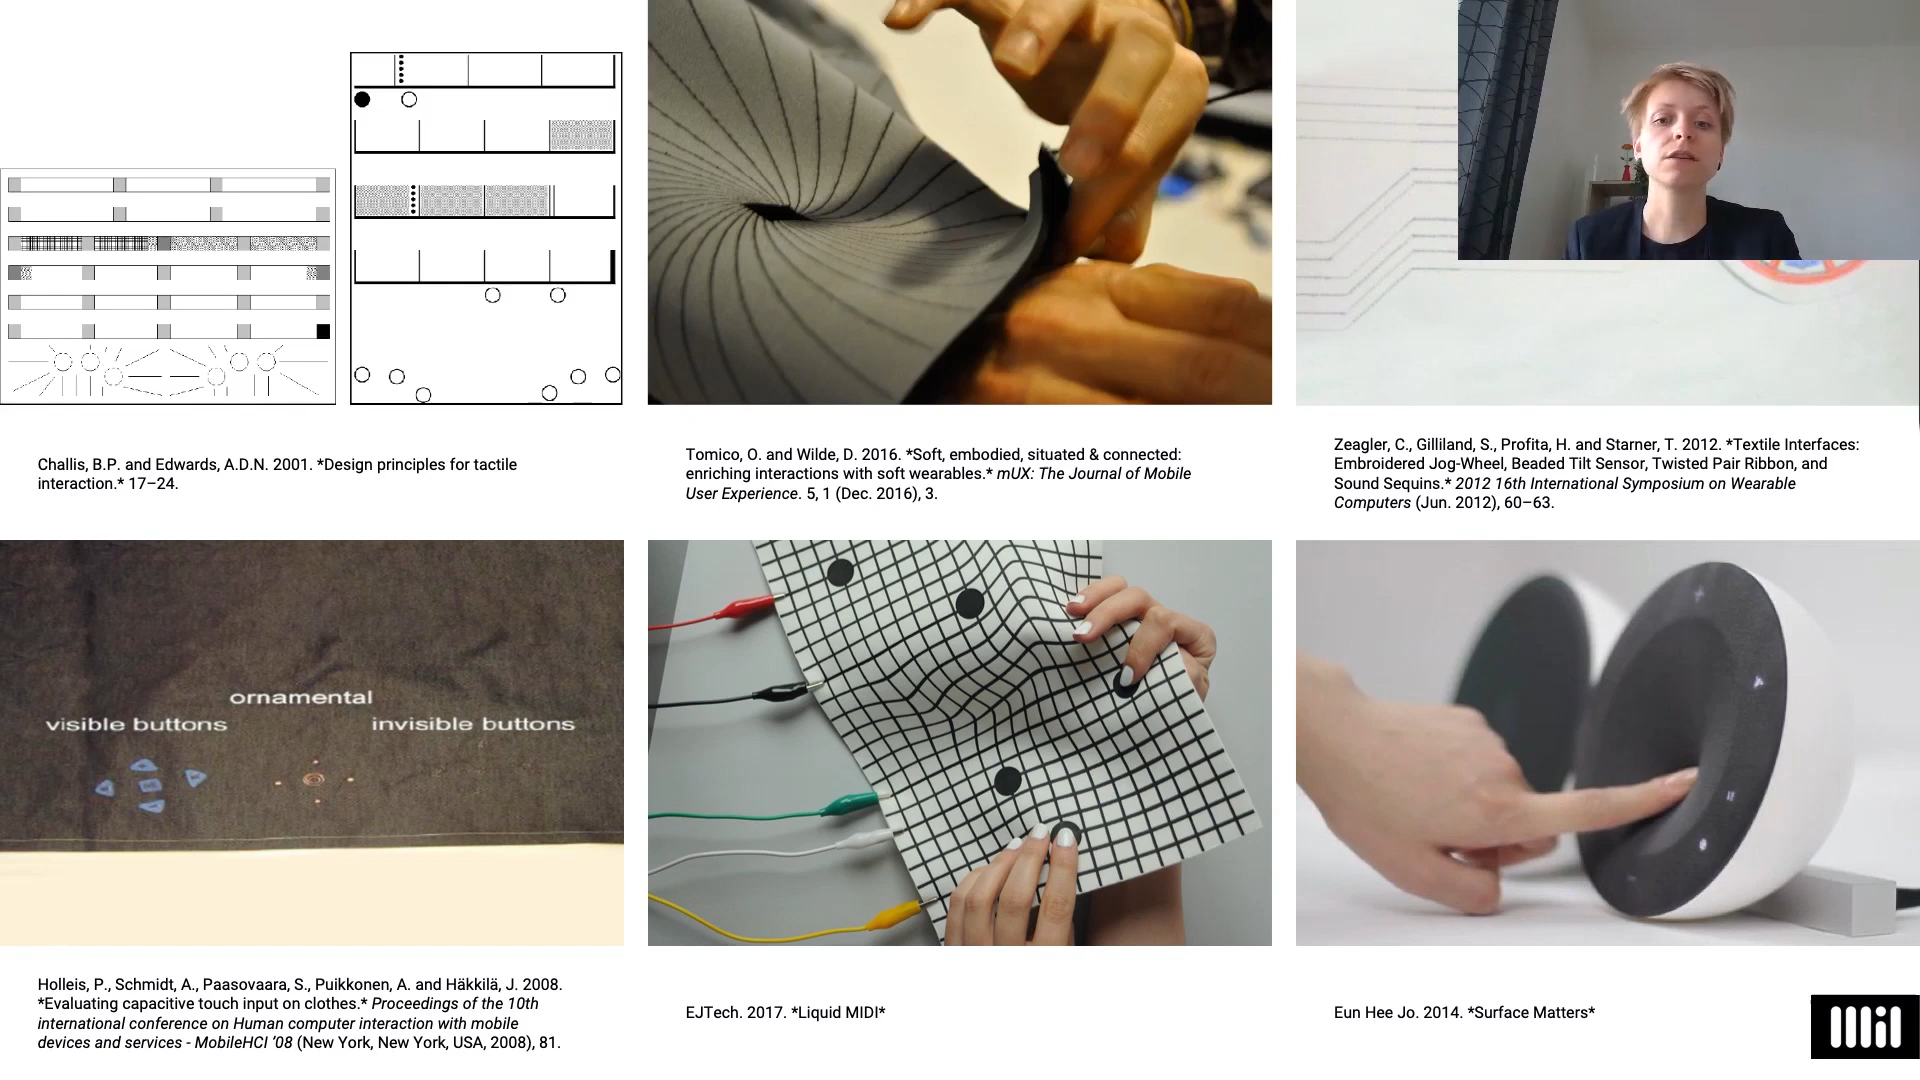 Challis, B.P. and Edwards, A.D.N. 2001. *Design principles for tactile
interaction.* 17–24.
Tomico, O. and Wilde, D. 2016. *Soft, embodied, situated & connected:
enriching interactions with soft wearables.* mUX: The Journal of Mobile
User Experience. 5, 1 (Dec. 2016), 3.
Zeagler, C., Gilliland, S., Profita, H. and Starner, T. 2012. *Textile Interfaces:
Embroidered Jog-Wheel, Beaded Tilt Sensor, Twisted Pair Ribbon, and
Sound Sequins.* 2012 16th International Symposium on Wearable
Computers (Jun. 2012), 60–63.
ornamental
visible buttons
invisible buttons
Holleis, P., Schmidt, A., Paasovaara, S., Puikkonen, A. and Häkkilä, J. 2008.
*Evaluating capacitive touch input on clothes.* Proceedings of the 10th
international conference on Human computer interaction with mobile
devices and services - MobileHCI ’08 (New York, New York, USA, 2008), 81.
EJTech. 2017. *Liquid MIDI*
Eun Hee Jo. 2014. *Surface Matters*